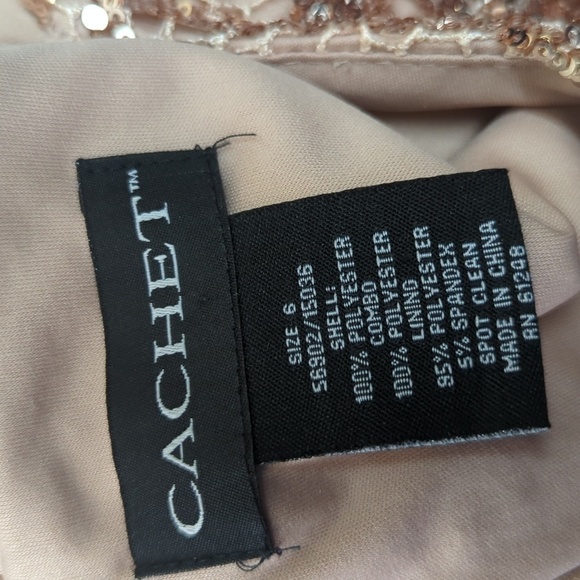 CACHET™
SIZE 6
56902/15036
SHELL:
100% POLYESTER
COMBO
100% POLYESTER
LINING
95% POLYESTER
5% SPANDEX
SPOT CLEAN
MADE IN CHINA
RN 61248